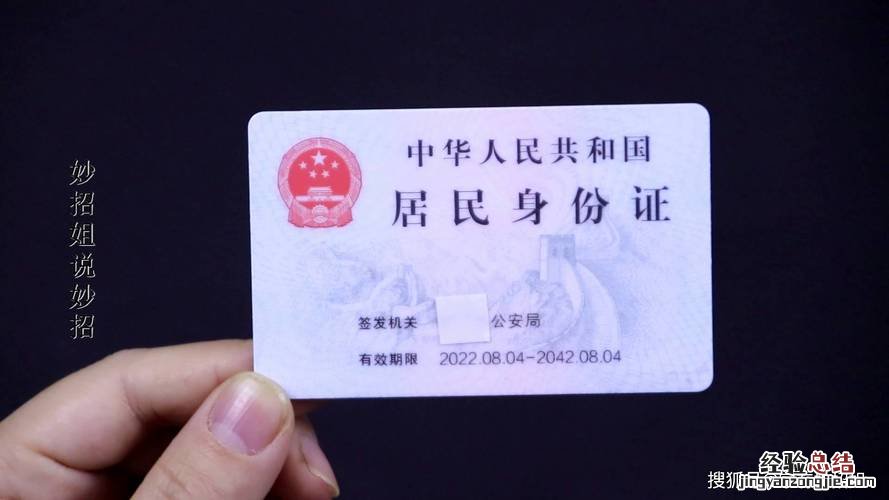 妙招姐说妙招
中华人民共和国
居民身份证
签发机关 公安局
有效期限 2022.08.04-2042.08.04
搜狐
经验总结
jingyanzongjie.com